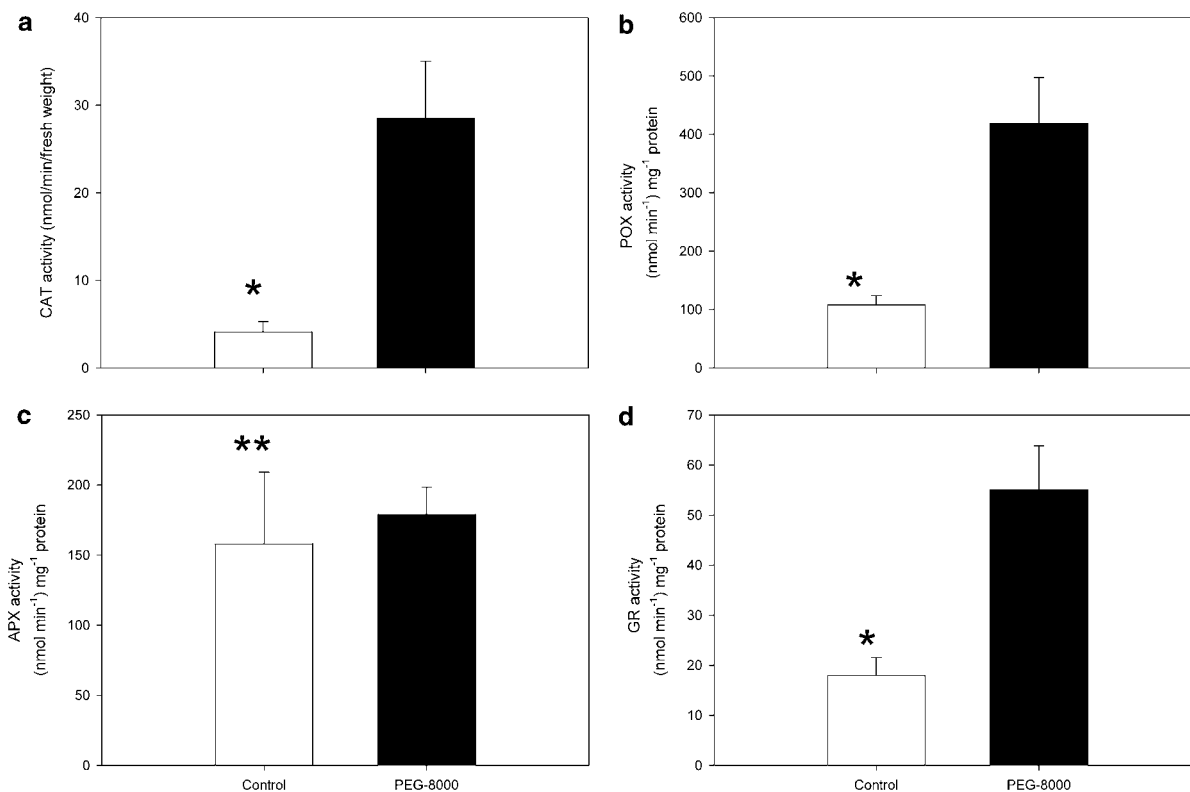 a
40
30
20
10
0
CAT activity (nmol/min/fresh weight)
*
b
600
500
400
300
200
100
0
POX activity
(nmol min⁻¹) mg⁻¹ protein
*
c
250
200
150
100
50
0
APX activity
(nmol min⁻¹) mg⁻¹ protein
**
Control PEG-8000
d
70
60
50
40
30
20
10
0
GR activity
(nmol min⁻¹) mg⁻¹ protein
*
Control PEG-8000